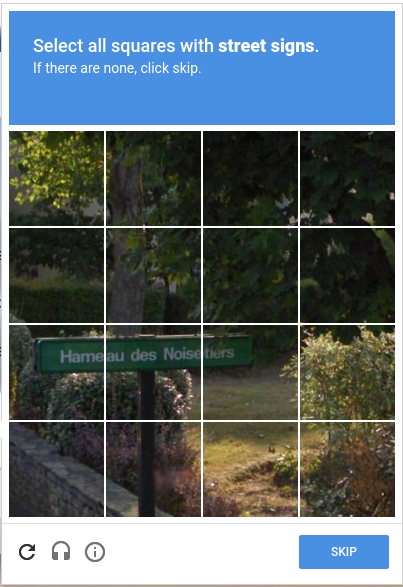 Select all squares with street signs.
If there are none, click skip.
Hameau des Noisetiers
SKIP